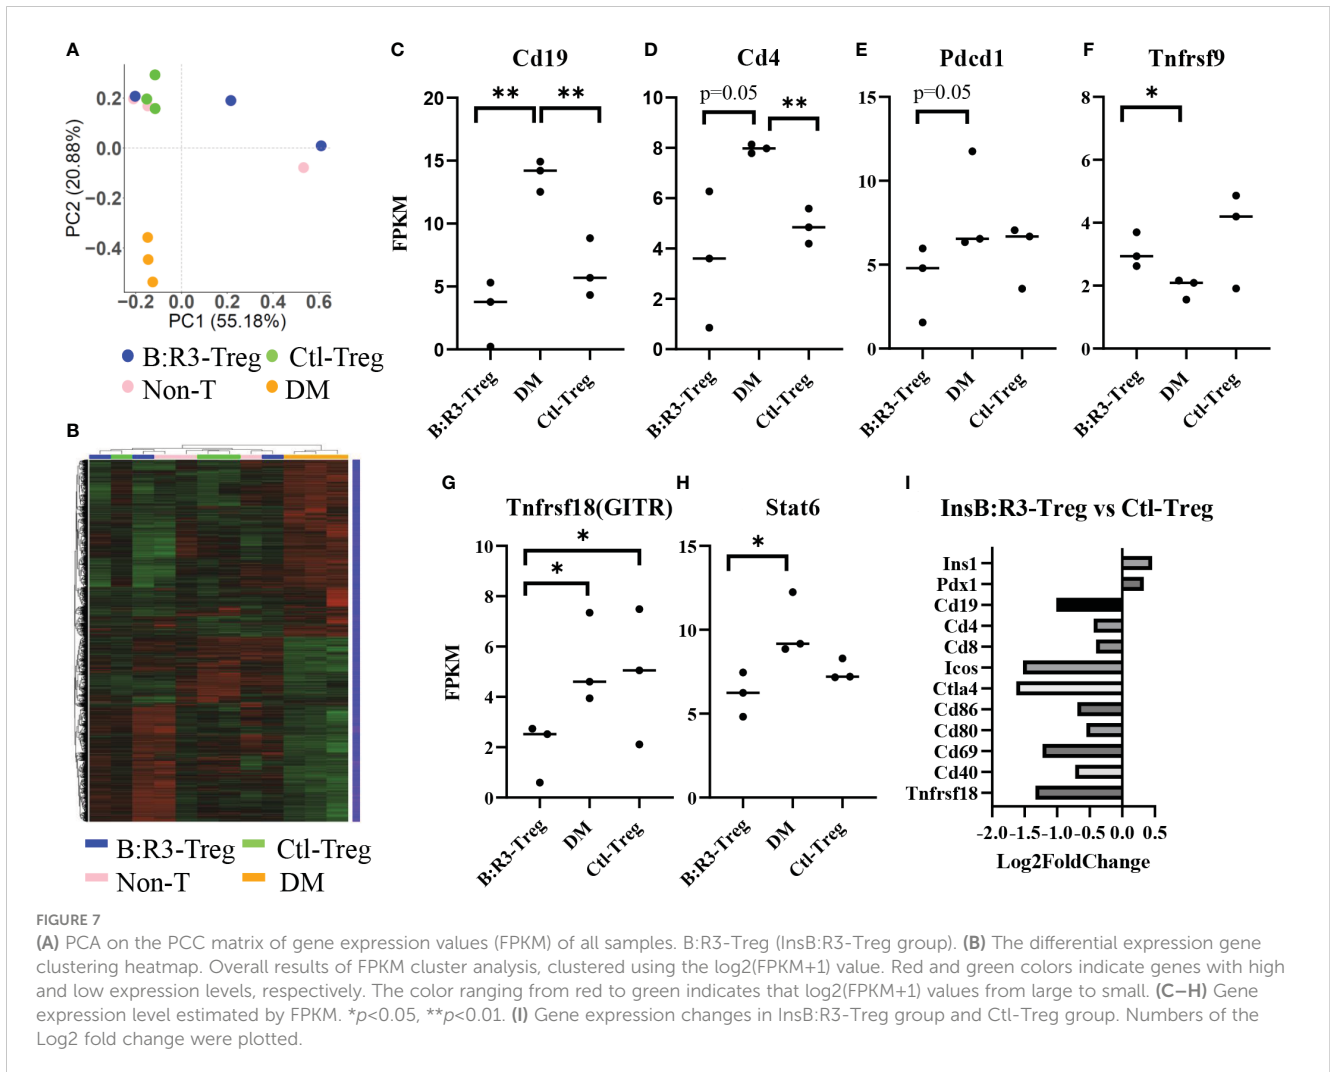 A
0.2
0.0
−0.2
−0.4
PC2 (20.88%)
−0.2 0.0 0.2 0.4 0.6
PC1 (55.18%)
B:R3-Treg Ctl-Treg
Non-T DM
B
B:R3-Treg Ctl-Treg
Non-T DM
C
Cd19
** **
20
15
10
5
0
FPKM
B:R3-Treg DM Ctl-Treg
D
Cd4
p=0.05 **
10
8
6
4
2
0
B:R3-Treg DM Ctl-Treg
E
Pdcd1
p=0.05
15
10
5
0
B:R3-Treg DM Ctl-Treg
F
Tnfrsf9
*
8
6
4
2
0
B:R3-Treg DM Ctl-Treg
G
Tnfrsf18(GITR)
*
*
10
8
6
4
2
0
FPKM
B:R3-Treg DM Ctl-Treg
H
Stat6
*
15
10
5
0
B:R3-Treg DM Ctl-Treg
I
InsB:R3-Treg vs Ctl-Treg
Ins1
Pdx1
Cd19
Cd4
Cd8
Icos
Ctla4
Cd86
Cd80
Cd69
Cd40
Tnfrsf18
-2.0 -1.5 -1.0 -0.5 0.0 0.5
Log2FoldChange
FIGURE 7
(A) PCA on the PCC matrix of gene expression values (FPKM) of all samples. B:R3-Treg (InsB:R3-Treg group). (B) The differential expression gene
clustering heatmap. Overall results of FPKM cluster analysis, clustered using the log2(FPKM+1) value. Red and green colors indicate genes with high
and low expression levels, respectively. The color ranging from red to green indicates that log2(FPKM+1) values from large to small. (C–H) Gene
expression level estimated by FPKM. *p<0.05, **p<0.01. (I) Gene expression changes in InsB:R3-Treg group and Ctl-Treg group. Numbers of the
Log2 fold change were plotted.